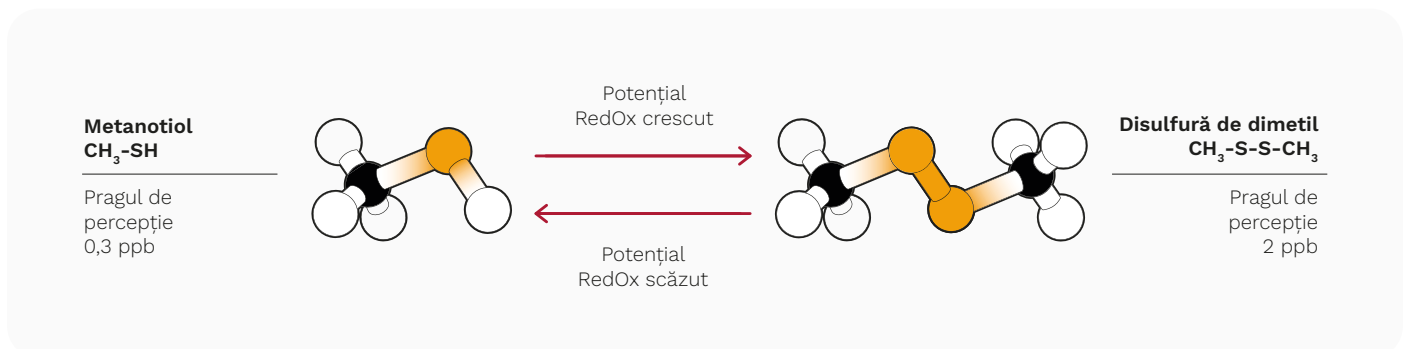 Metanotiol
CH₃-SH
Pragul de
percepție
0,3 ppb
Potențial
RedOx crescut
Potențial
RedOx scăzut
Disulfură de dimetil
CH₃-S-S-CH₃
Pragul de
percepție
2 ppb